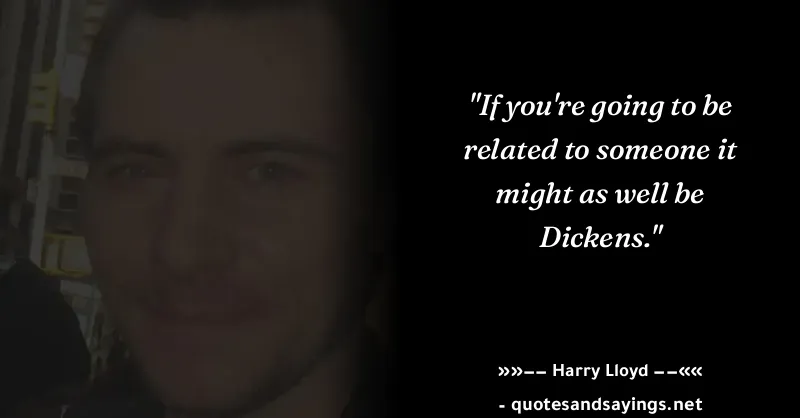 "If you're going to be
related to someone it
might as well be
Dickens."
»»–– Harry Lloyd ––««
- quotesandsayings.net